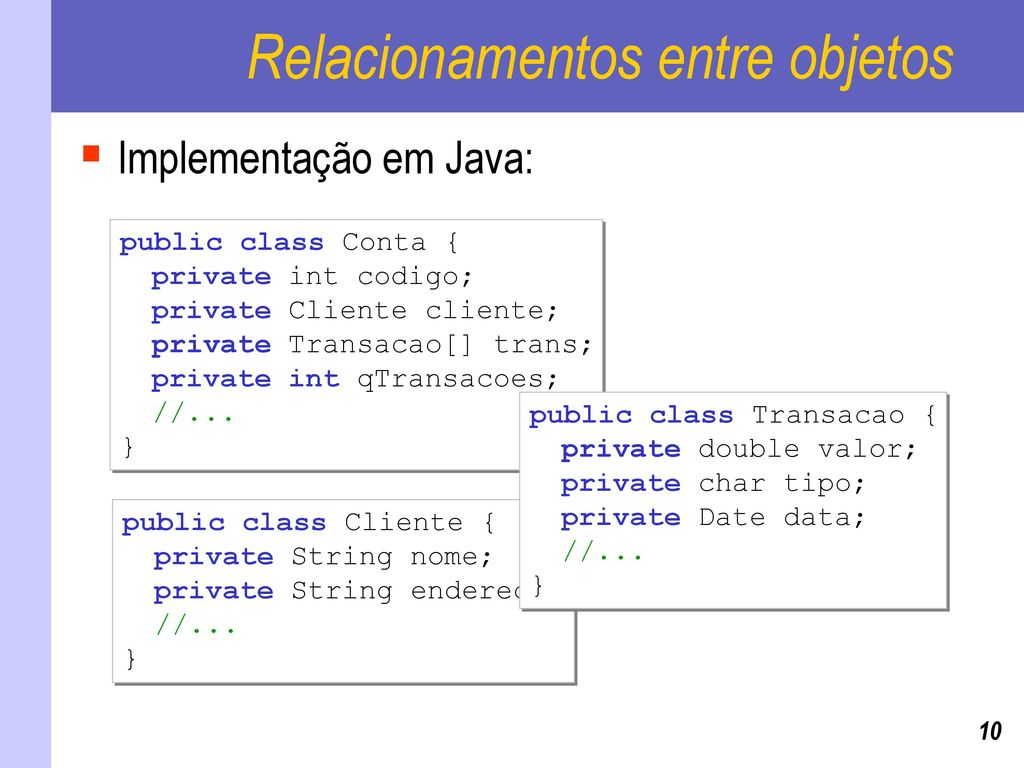 Relacionamentos entre objetos
Implementação em Java:
public class Conta {
private int codigo;
private Cliente cliente;
private Transacao[] trans;
private int qTransacoes;
//...
}
public class Transacao {
private double valor;
private char tipo;
private Date data;
//...
}
public class Cliente {
private String nome;
private String
//...
}
10